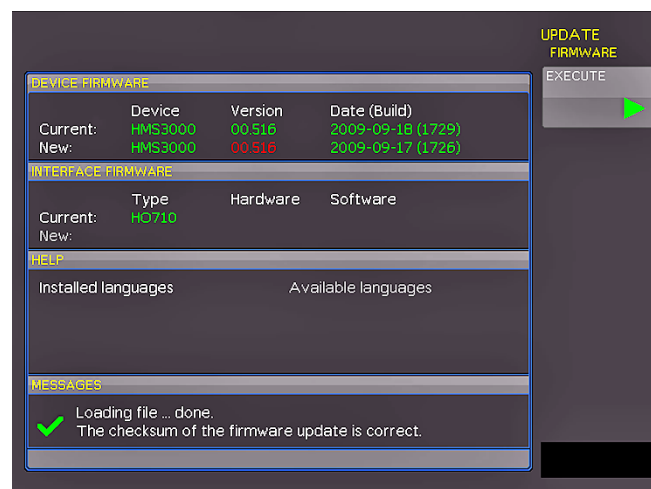 UPDATE
FIRMWARE
EXECUTE
DEVICE FIRMWARE
Device Version Date (Build)
Current: HMS3000 00.516 2009-09-18 (1729)
New: HMS3000 00.516 2009-09-17 (1726)
INTERFACE FIRMWARE
Type Hardware Software
Current: HO710
New:
HELP
Installed languages Available languages
MESSAGES
Loading file ... done.
The checksum of the firmware update is correct.